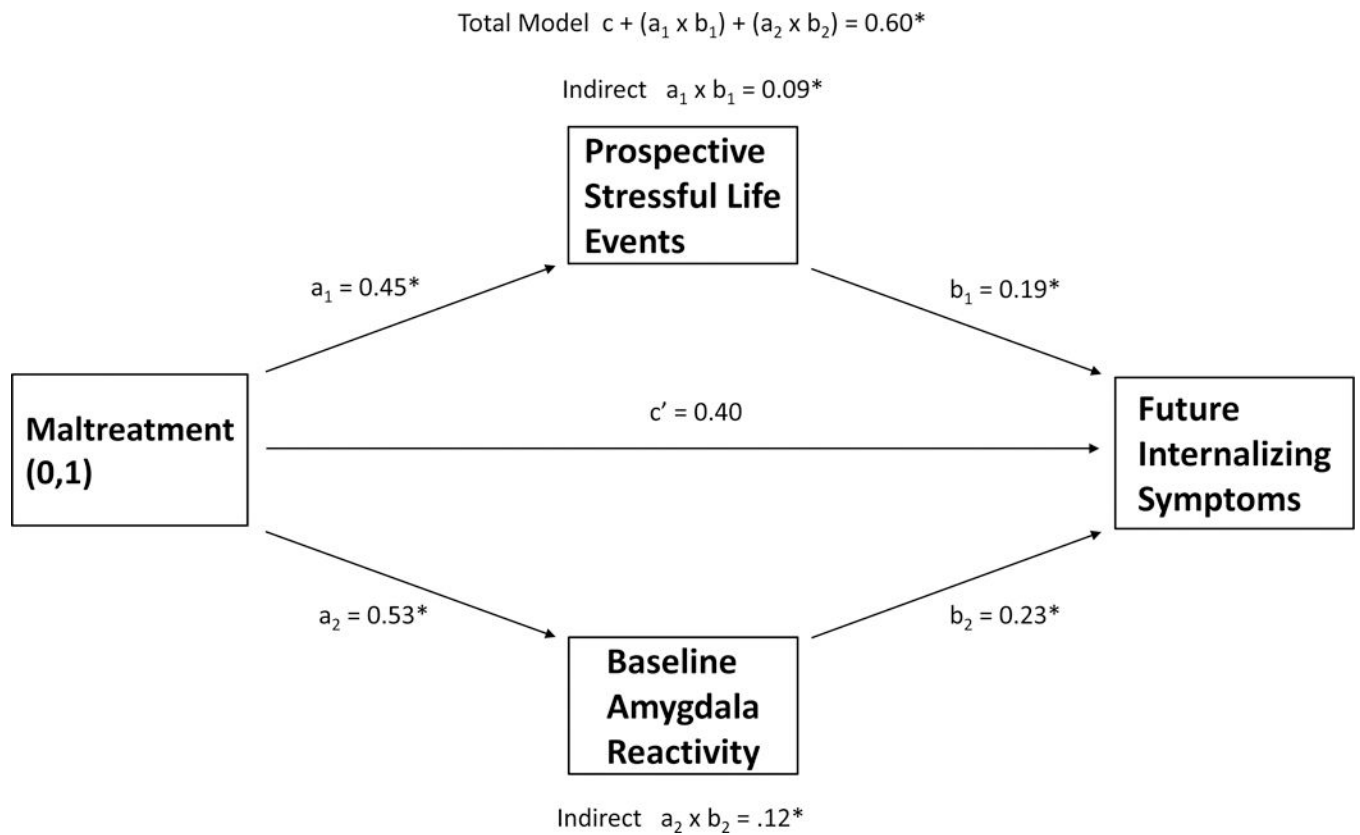 Total Model c + (a₁ x b₁) + (a₂ x b₂) = 0.60*
Indirect a₁ x b₁ = 0.09*
Prospective
Stressful Life
Events
a₁ = 0.45*
b₁ = 0.19*
Maltreatment
(0,1)
c’ = 0.40
Future
Internalizing
Symptoms
a₂ = 0.53*
b₂ = 0.23*
Baseline
Amygdala
Reactivity
Indirect a₂ x b₂ = .12*